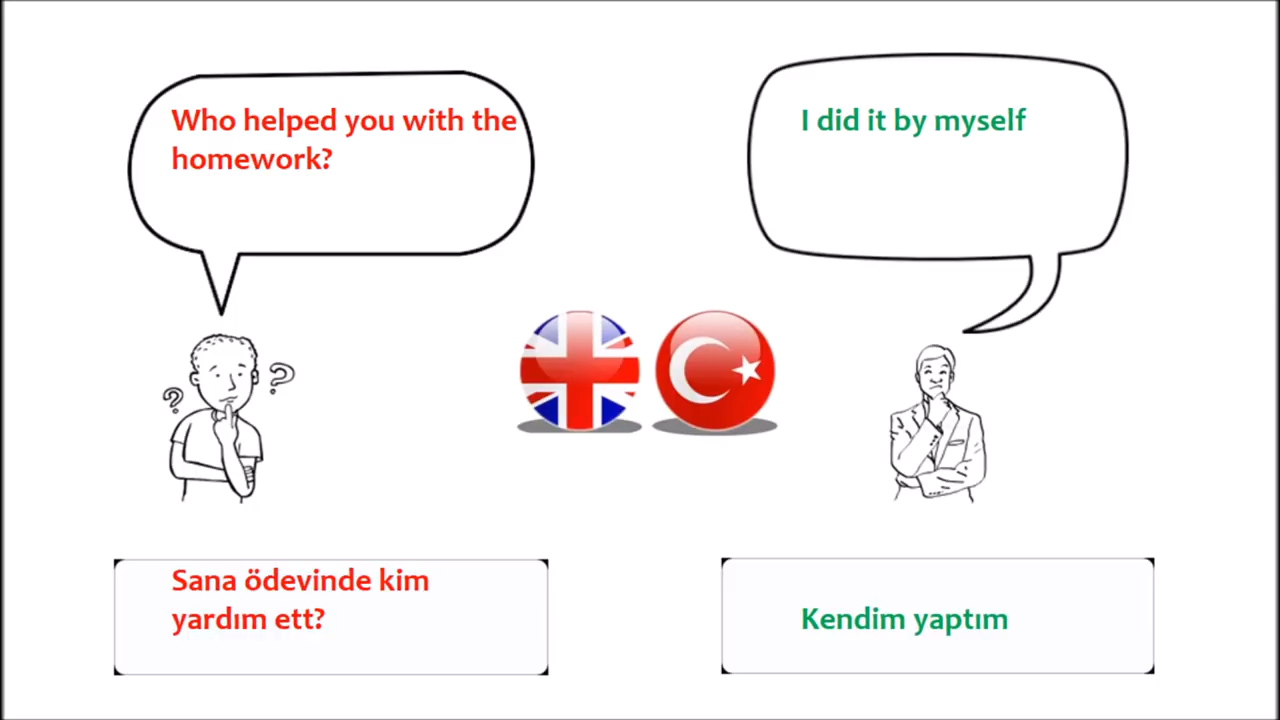 Who helped you with the
homework?
I did it by myself
?
?
Sana ödevinde kim
yardım ett?
Kendim yaptım